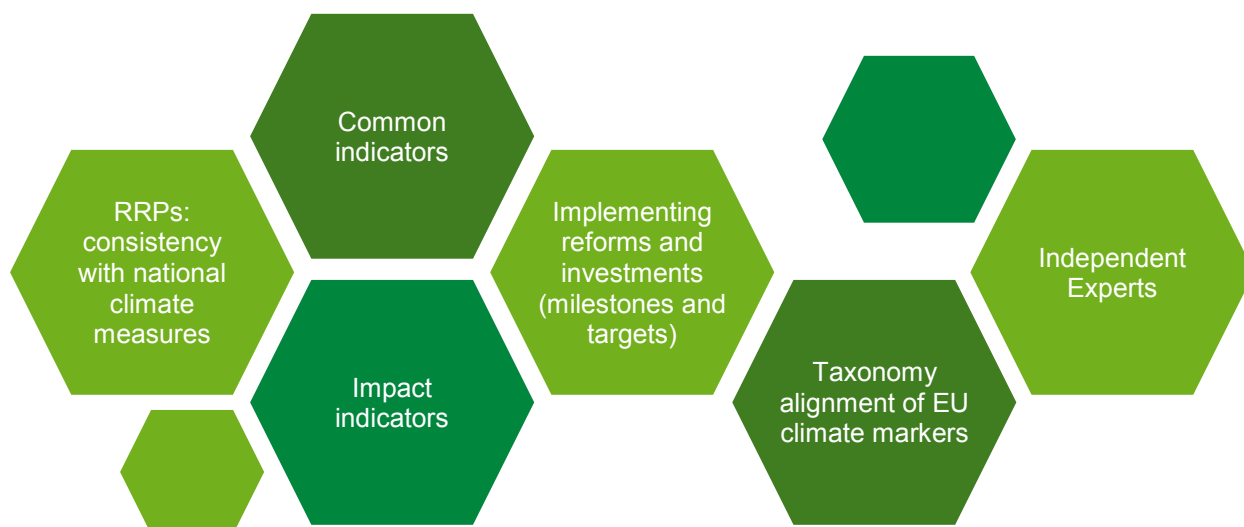 Common
indicators
RRPs:
consistency
with national
climate
measures
Implementing
reforms and
investments
(milestones and
targets)
Independent
Experts
Impact
indicators
Taxonomy
alignment of EU
climate markers